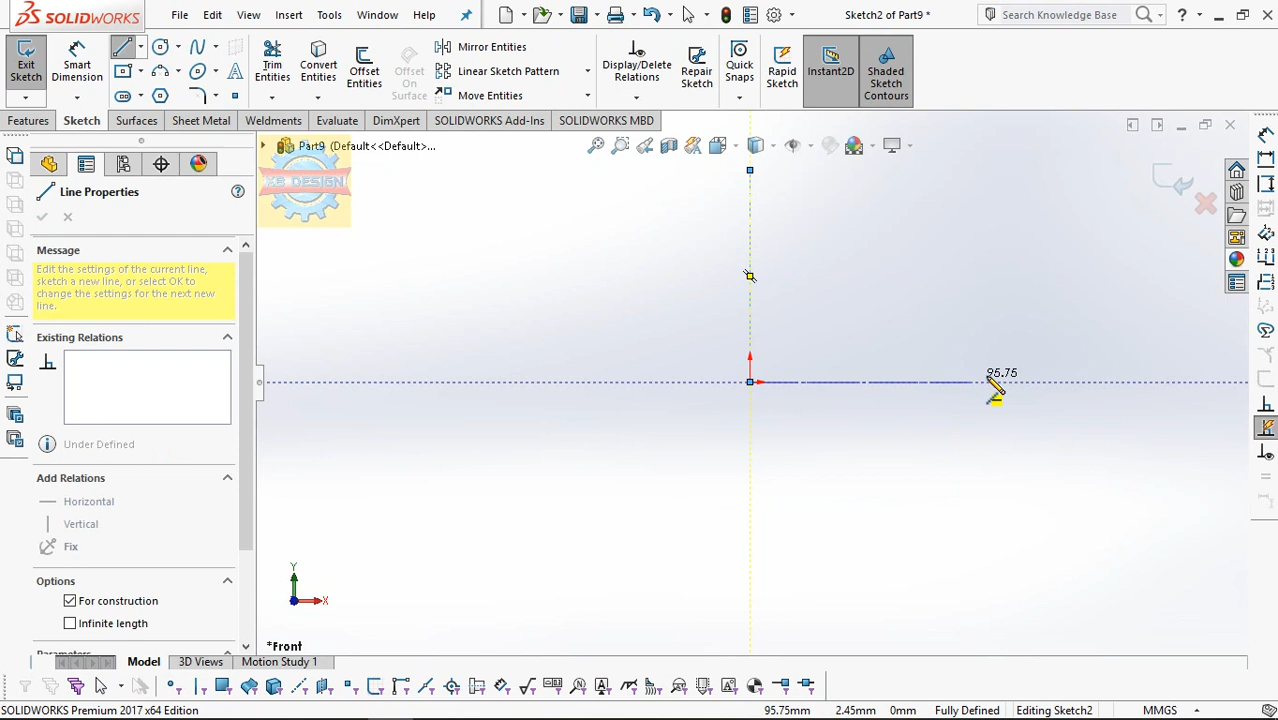 SOLIDWORKS
File Edit View Insert Tools Window Help
Sketch2 of Part9 *
Search Knowledge Base
Exit Sketch
Smart Dimension
Trim Entities
Convert Entities
Offset Entities
Offset On Surface
Mirror Entities
Linear Sketch Pattern
Move Entities
Display/Delete Relations
Repair Sketch
Quick Snaps
Rapid Sketch
Instant2D
Shaded Sketch Contours
Features Sketch Surfaces Sheet Metal Weldments Evaluate DimXpert SOLIDWORKS Add-Ins SOLIDWORKS MBD
Part9 (Default<<Default>...
Line Properties
Message
Edit the settings of the current line,
sketch a new line, or select OK to
change the settings for the next new
line.
Existing Relations
Under Defined
Add Relations
Horizontal
Vertical
Fix
Options
For construction
Infinite length
95.75
Y
X
*Front
Model 3D Views Motion Study 1
SOLIDWORKS Premium 2017 x64 Edition
95.75mm 2.45mm 0mm Fully Defined Editing Sketch2 MMGS